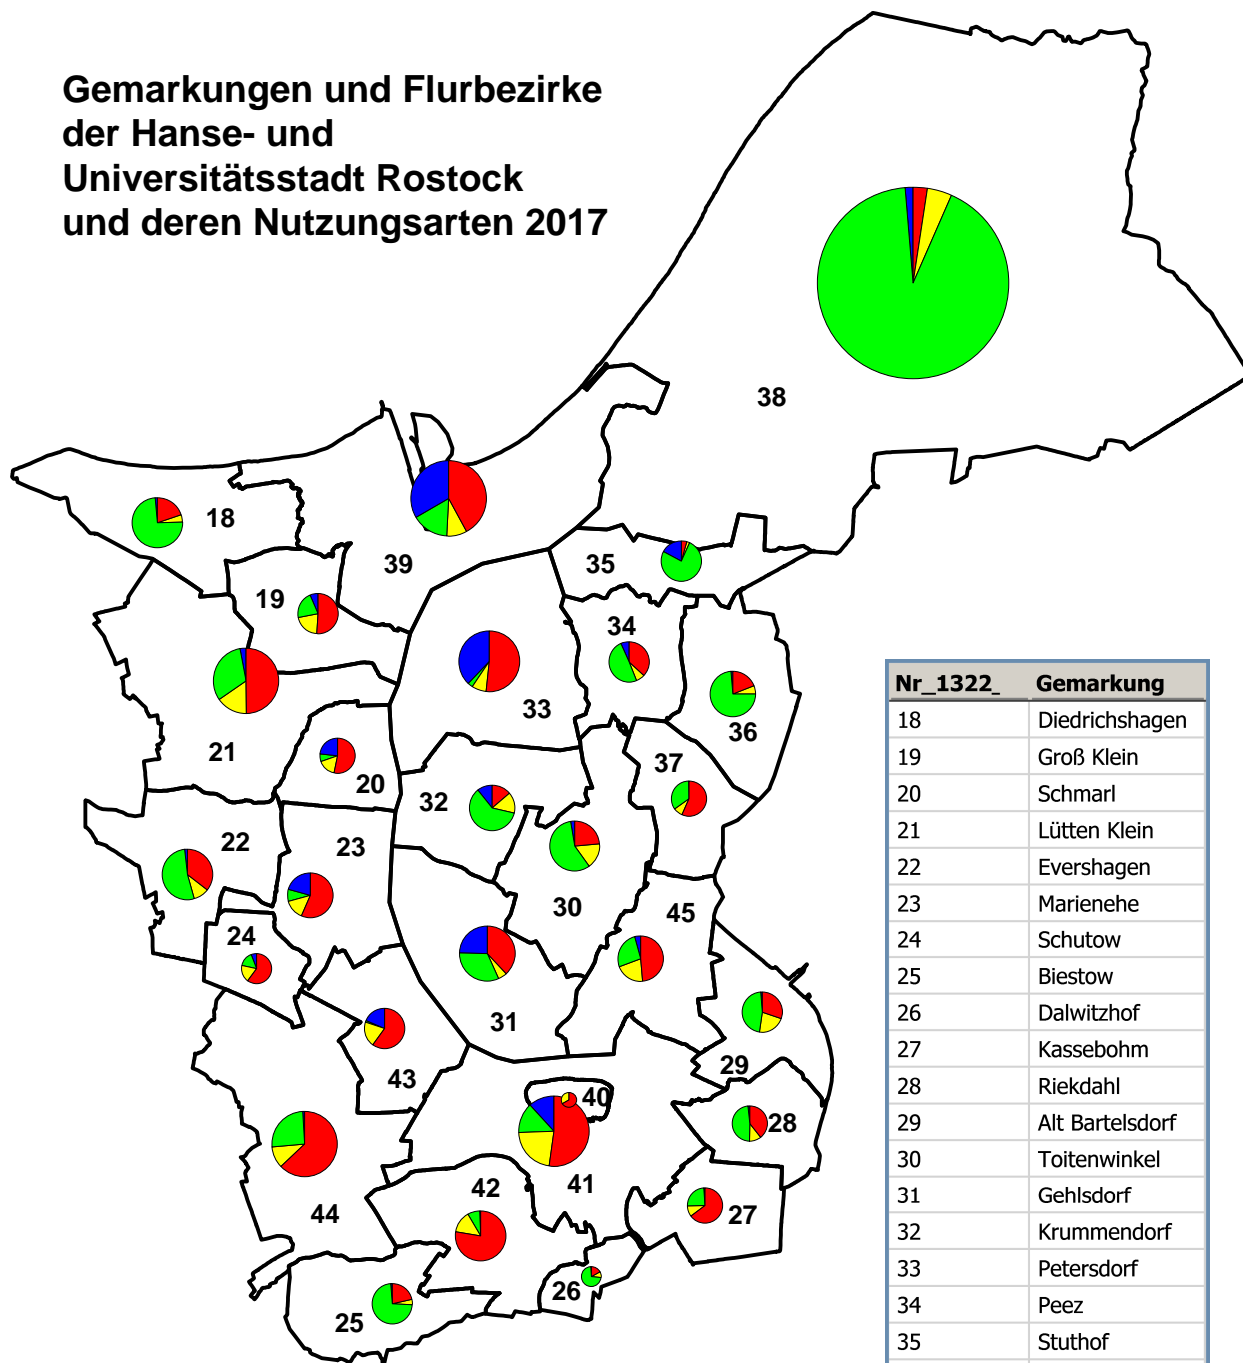 Gemarkungen und Flurbezirke
der Hanse- und
Universitätsstadt Rostock
und deren Nutzungsarten 2017
38
18
39
35
19
34
33
36
21
20
37
32
22
23
30
45
24
31
29
43
40
28
41
42
44
27
26
25
Nr_1322_ Gemarkung
18 Diedrichshagen
19 Groß Klein
20 Schmarl
21 Lütten Klein
22 Evershagen
23 Marienehe
24 Schutow
25 Biestow
26 Dalwitzhof
27 Kassebohm
28 Riekdahl
29 Alt Bartelsdorf
30 Toitenwinkel
31 Gehlsdorf
32 Krummendorf
33 Petersdorf
34 Peez
35 Stuthof